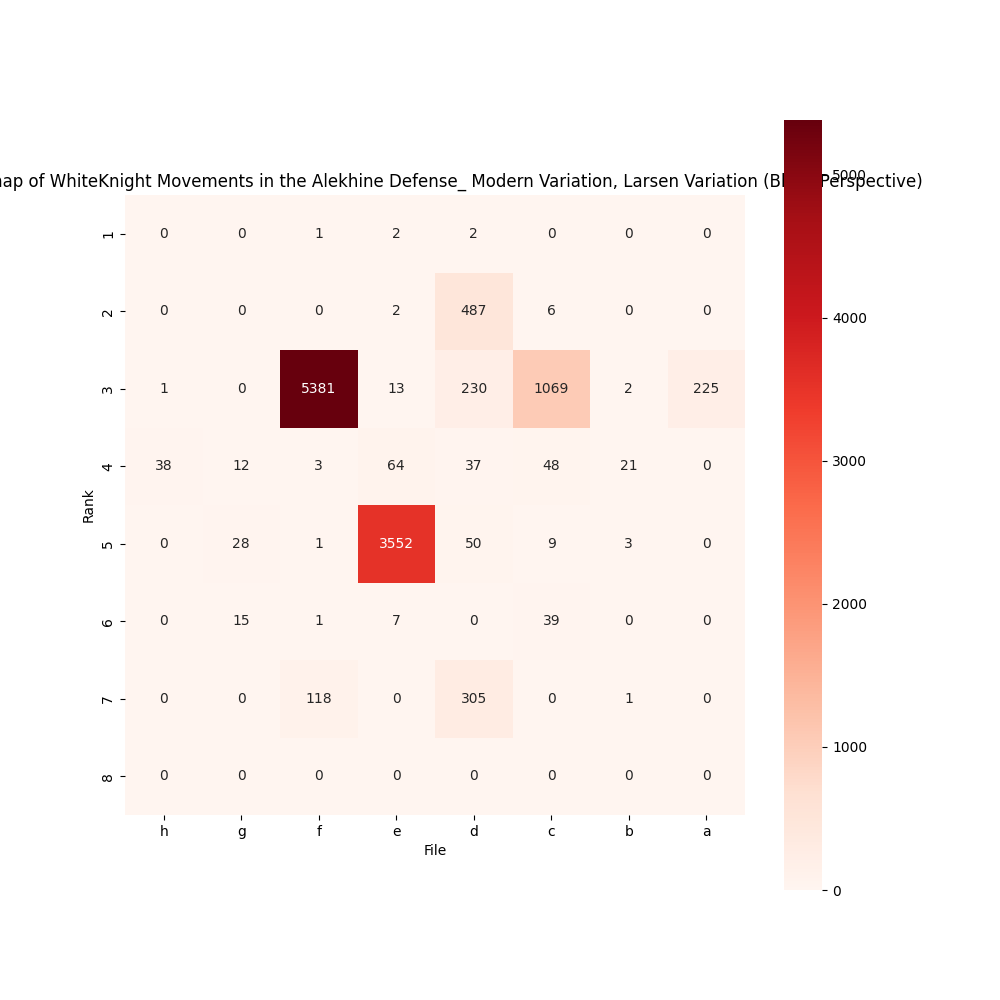 of WhiteKnight Movements in the Alekhine Defense_ Modern Variation, Larsen Variation Perspective)
5000
1 0 0 1 2 2 0 0 0
2 0 0 0 2 487 6 0 0
4000
3 1 0 5381 13 230 1069 2 225
3000
4 38 12 3 64 37 48 21 0
Rank
5 0 28 1 3552 50 9 3 0
2000
6 0 15 1 7 0 39 0 0
7 0 0 118 0 305 0 1 0
1000
8 0 0 0 0 0 0 0 0
h g f e d c b a
File
0